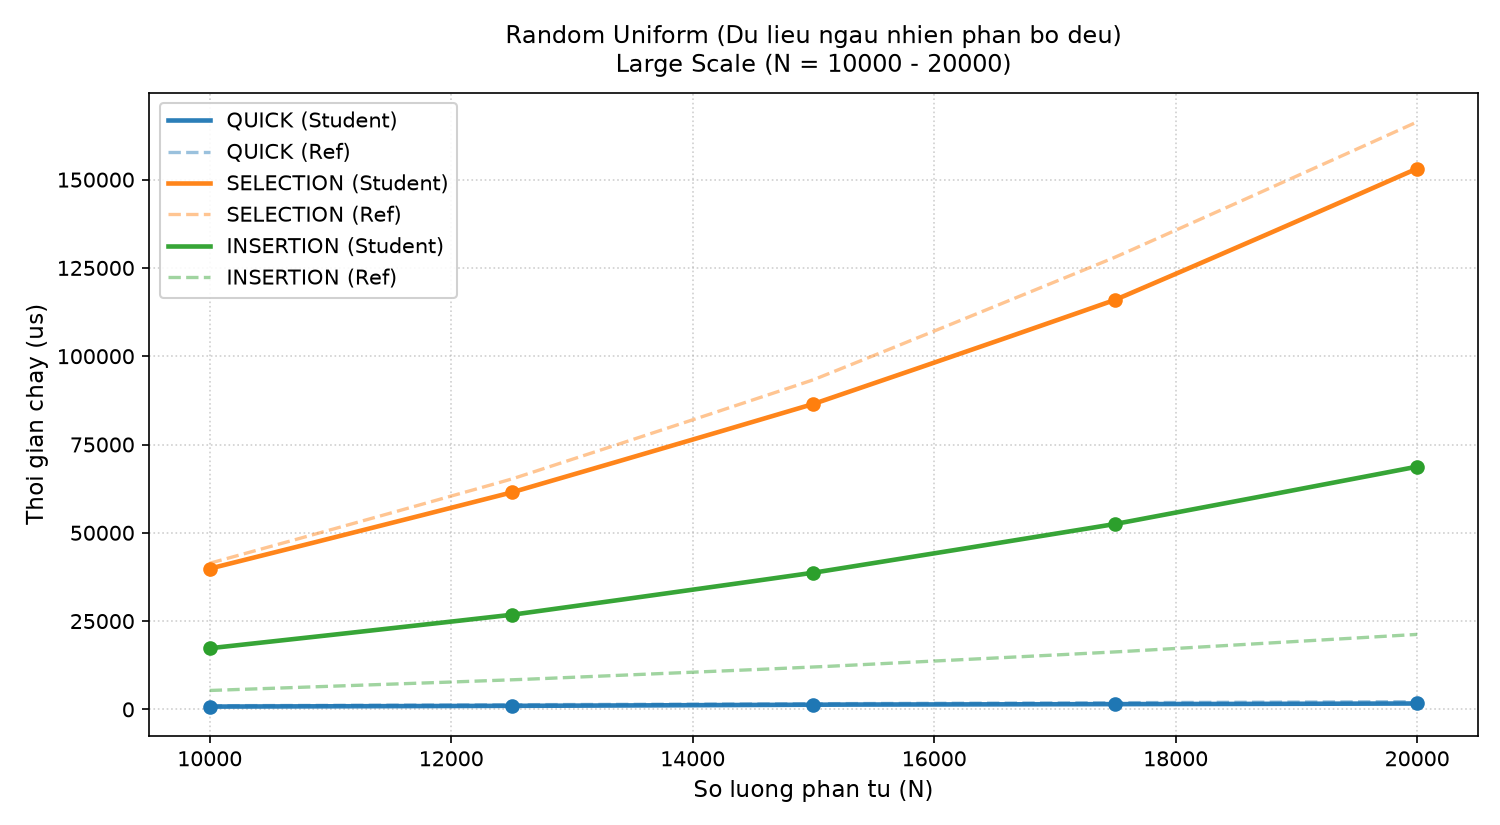 Random Uniform (Du lieu ngau nhien phan bo deu)
Large Scale (N = 10000 - 20000)
QUICK (Student)
QUICK (Ref)
SELECTION (Student)
SELECTION (Ref)
INSERTION (Student)
INSERTION (Ref)
Thoi gian chay (us)
150000
125000
100000
75000
50000
25000
0
10000 12000 14000 16000 18000 20000
So luong phan tu (N)